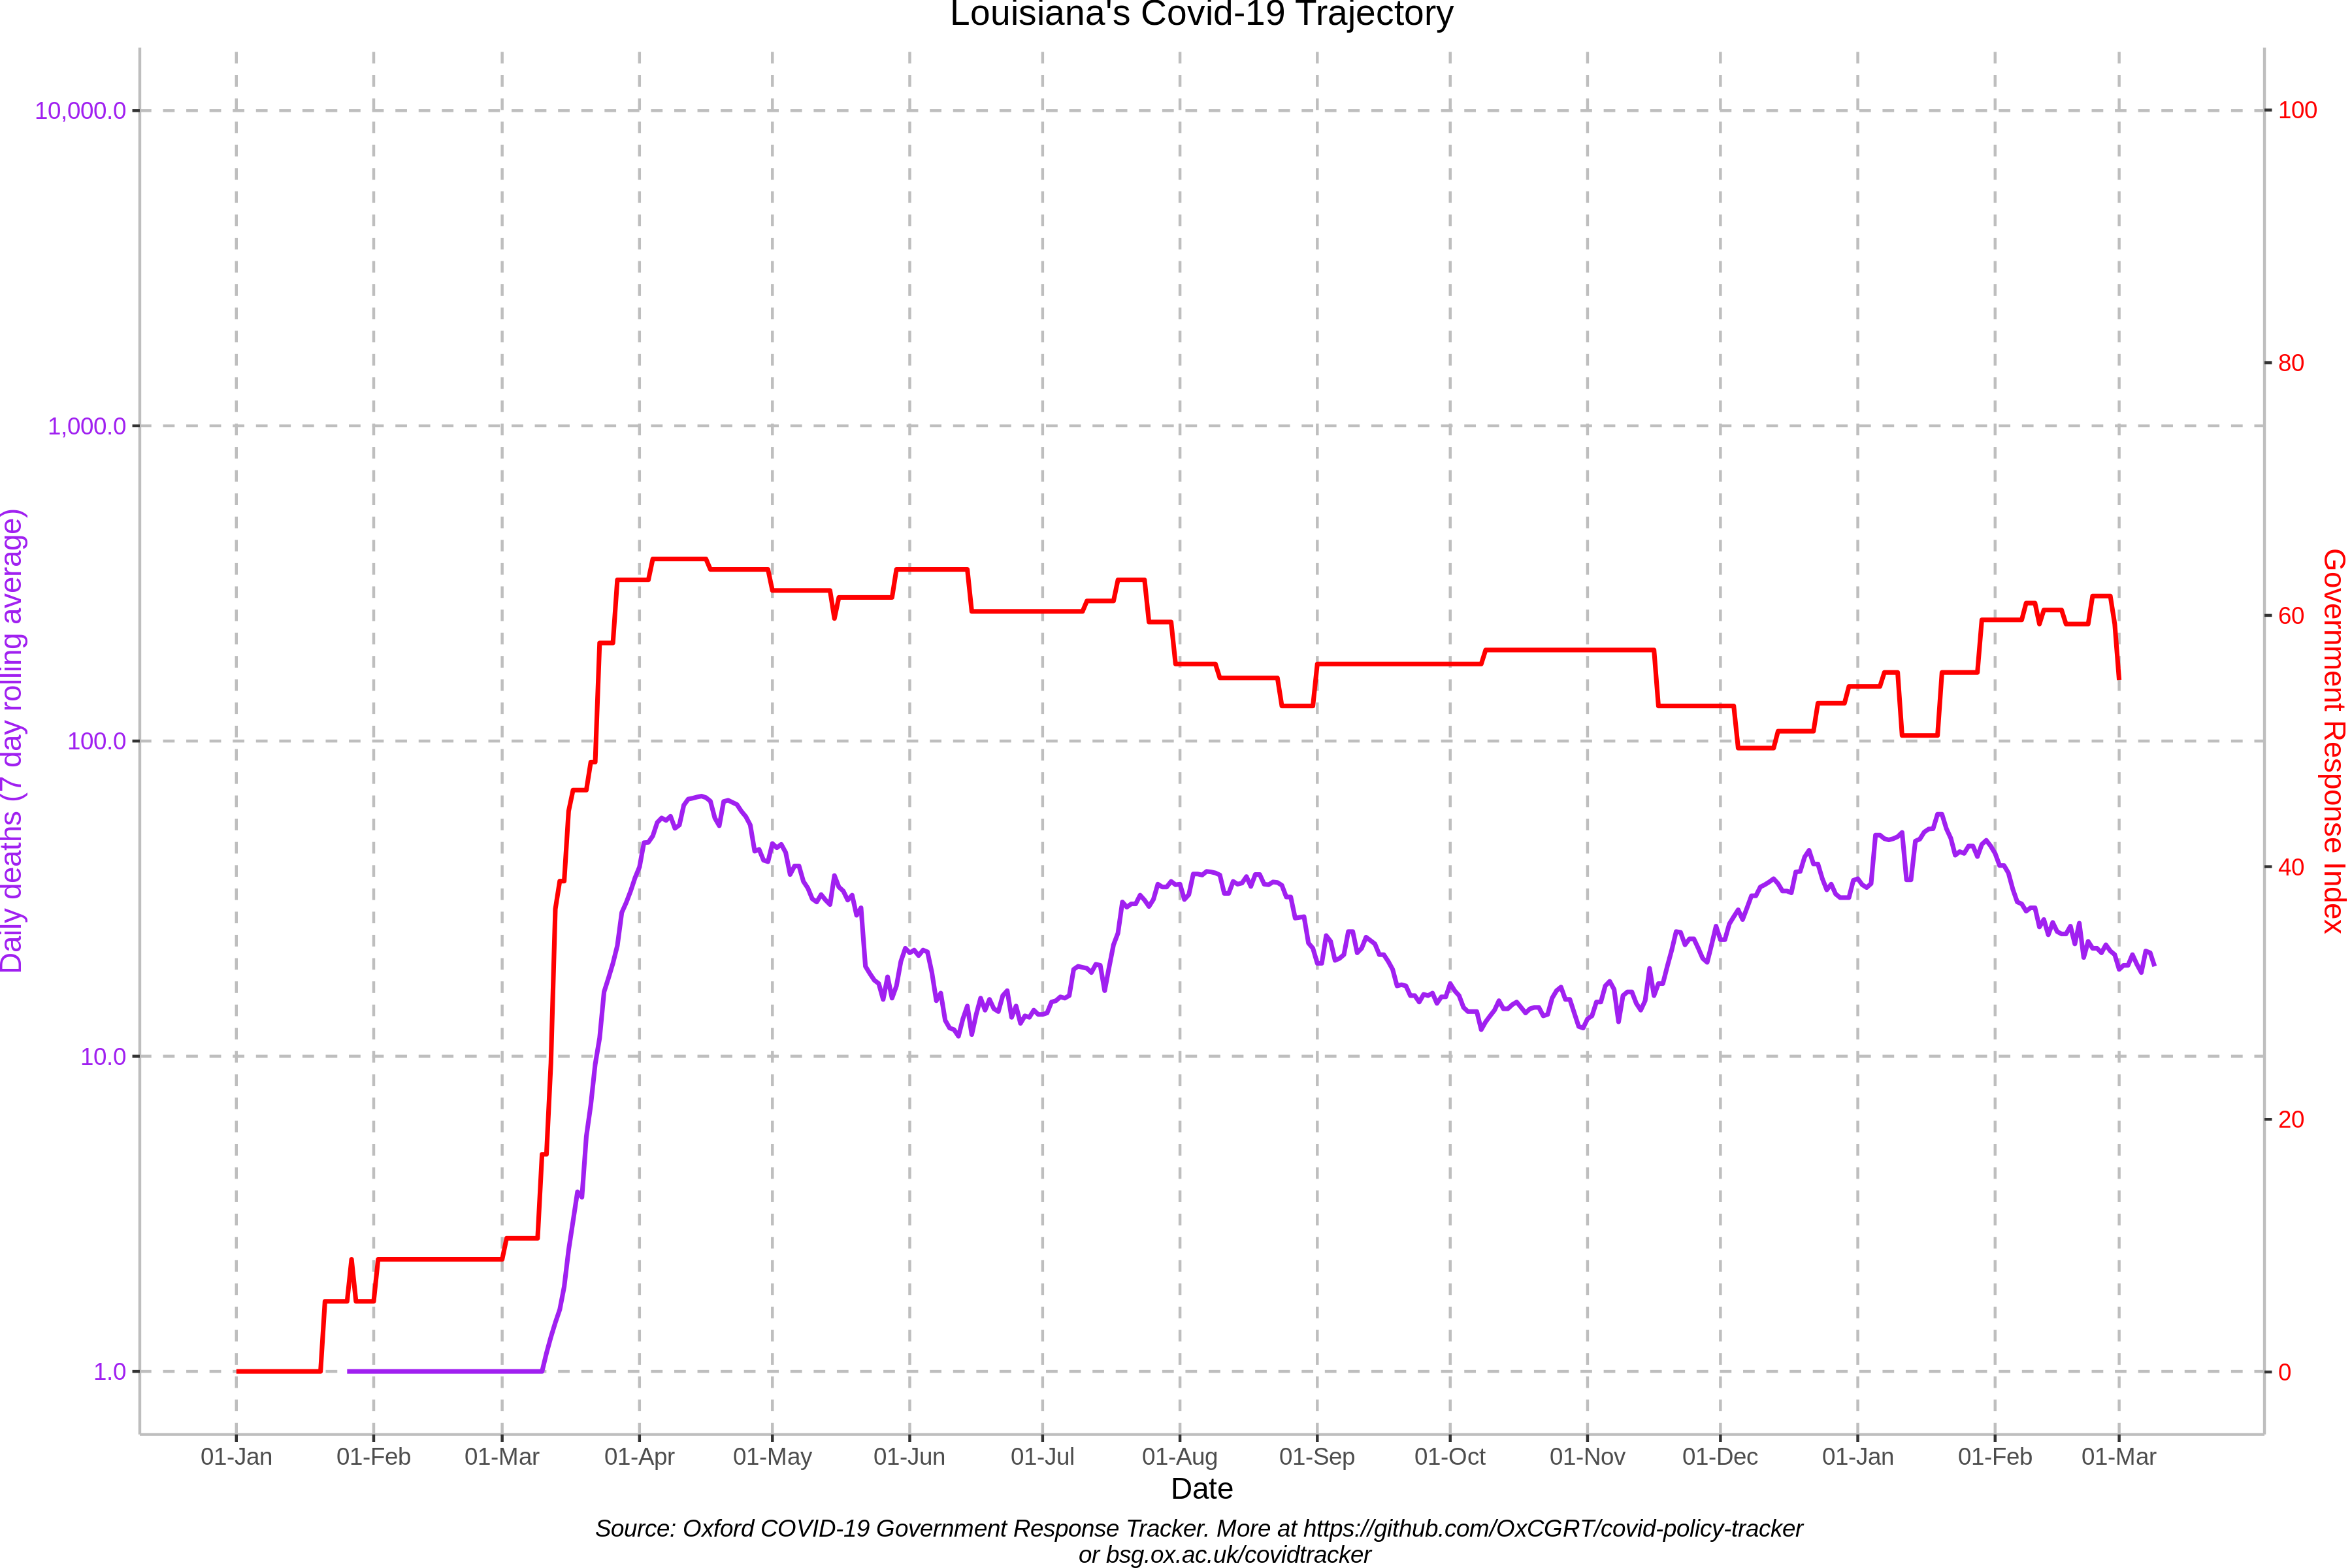 Louisiana's Covid-19 Trajectory
10,000.0
1,000.0
100.0
10.0
1.0
Daily deaths (7 day rolling average)
100
80
60
40
20
0
Government Response Index
01-Jan 01-Feb 01-Mar 01-Apr 01-May 01-Jun 01-Jul 01-Aug 01-Sep 01-Oct 01-Nov 01-Dec 01-Jan 01-Feb 01-Mar
Date
Source: Oxford COVID-19 Government Response Tracker. More at https://github.com/OxCGRT/covid-policy-tracker
or bsg.ox.ac.uk/covidtracker